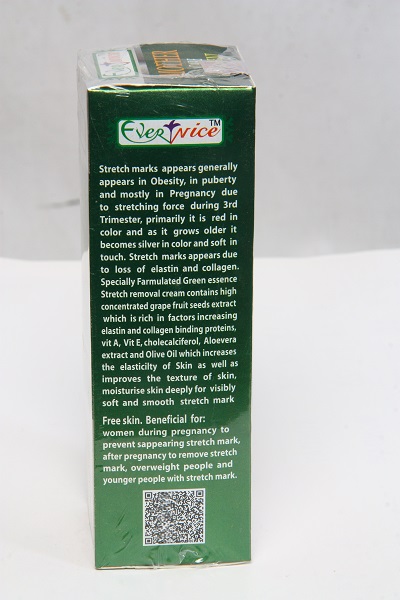 MOTHER
Evernice™
Stretch marks appears generally
appears in Obesity, in puberty
and mostly in Pregnancy due
to stretching force during 3rd
Trimester, primarily it is red in
color and as it grows older it
becomes silver in color and soft in
touch. Stretch marks appears due
to loss of elastin and collagen.
Specially Farmulated Green essence
Stretch removal cream contains high
concentrated grape fruit seeds extract
which is rich in factors increasing
elastin and collagen binding proteins,
vit A, Vit E, cholecalciferol, Aloevera
extract and Olive Oil which increases
the elasticilty of Skin as well as
improves the texture of skin,
moisturise skin deeply for visibly
soft and smooth stretch mark
Free skin. Beneficial for:
women during pregnancy to
prevent sappearing stretch mark,
after pregnancy to remove stretch
mark, overweight people and
younger people with stretch mark.